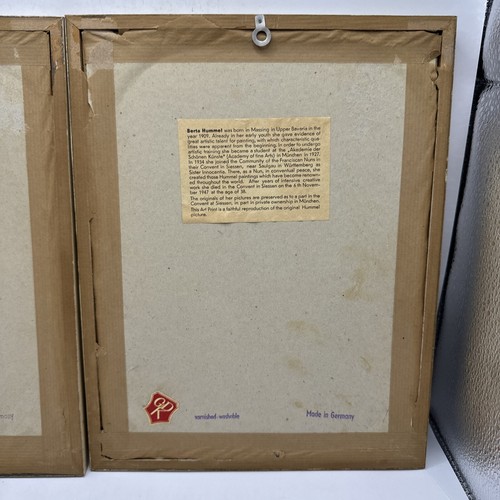 Berta Hummel was born in Massing in Upper Bavaria in the
year 1909. Already in her early youth she gave evidence of
great artistic talent for painting, with which characteristic qua-
lities were apparent from the beginning. In order to undergo
artistic training she became a student at the „Akademie der
Schönen Künste" (Academy of fine Arts) in München in 1927.
In 1934 she joined the Community of the Franciscan Nuns in
their Convent in Siessen, near Saulgau in Württemberg as
Sister Innocentia. There, as a Nun, in conventual peace, she
created those Hummel paintings which have become renown-
ed throughout the world. After years of intensive creative
work she died in the Convent in Siessen on the 6 th Novem-
ber 1947 at the age of 38.
The originals of her pictures are preserved as to a part in the
Convent at Siessen, in part in private ownership in München.
This Art Print is a faithful reproduction of the original Hummel
picture.
varnished-washable
Made in Germany